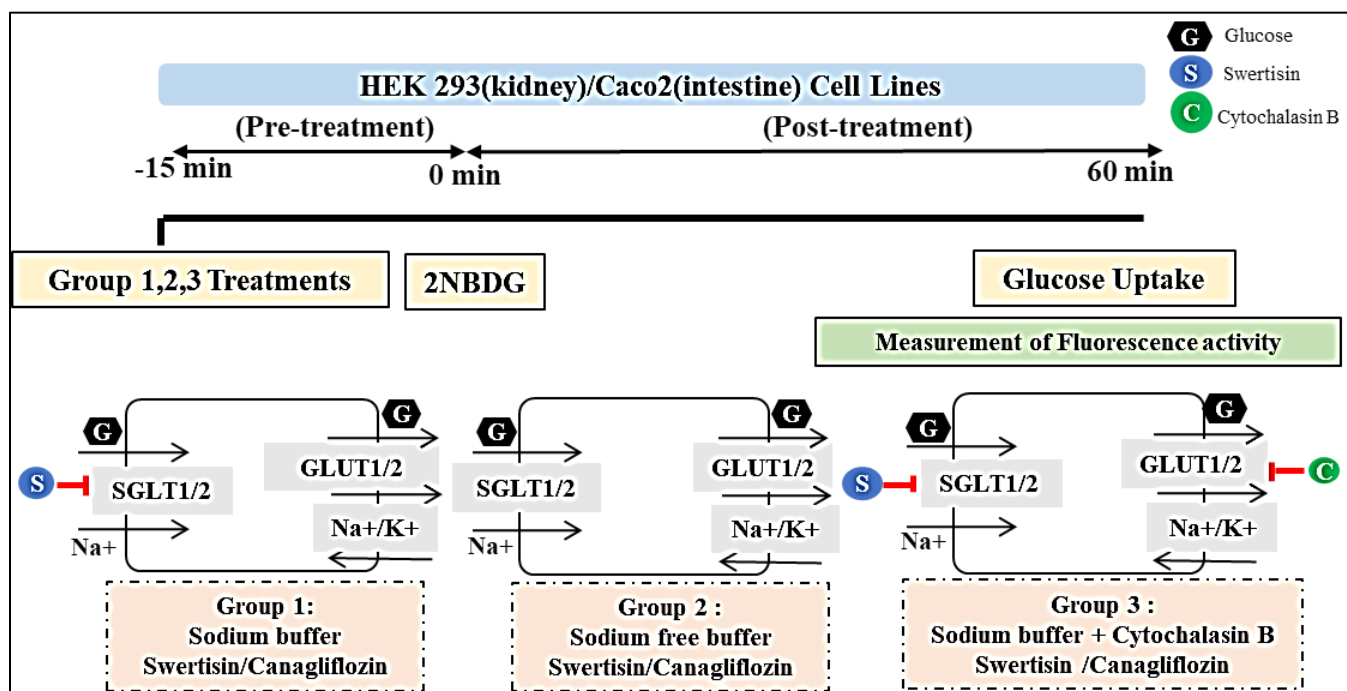 G Glucose
S Swertisin
C Cytochalasin B
HEK 293(kidney)/Caco2(intestine) Cell Lines
(Pre-treatment) (Post-treatment)
-15 min 0 min 60 min
Group 1,2,3 Treatments
2NBDG
Glucose Uptake
Measurement of Fluorescence activity
G
G
S
SGLT1/2
GLUT1/2
Na+
Na+/K+
Group 1:
Sodium buffer
Swertisin/Canagliflozin
G
G
SGLT1/2
GLUT1/2
Na+
Na+/K+
Group 2 :
Sodium free buffer
Swertisin/Canagliflozin
G
G
S
SGLT1/2
GLUT1/2
C
Na+
Na+/K+
Group 3 :
Sodium buffer + Cytochalasin B
Swertisin /Canagliflozin